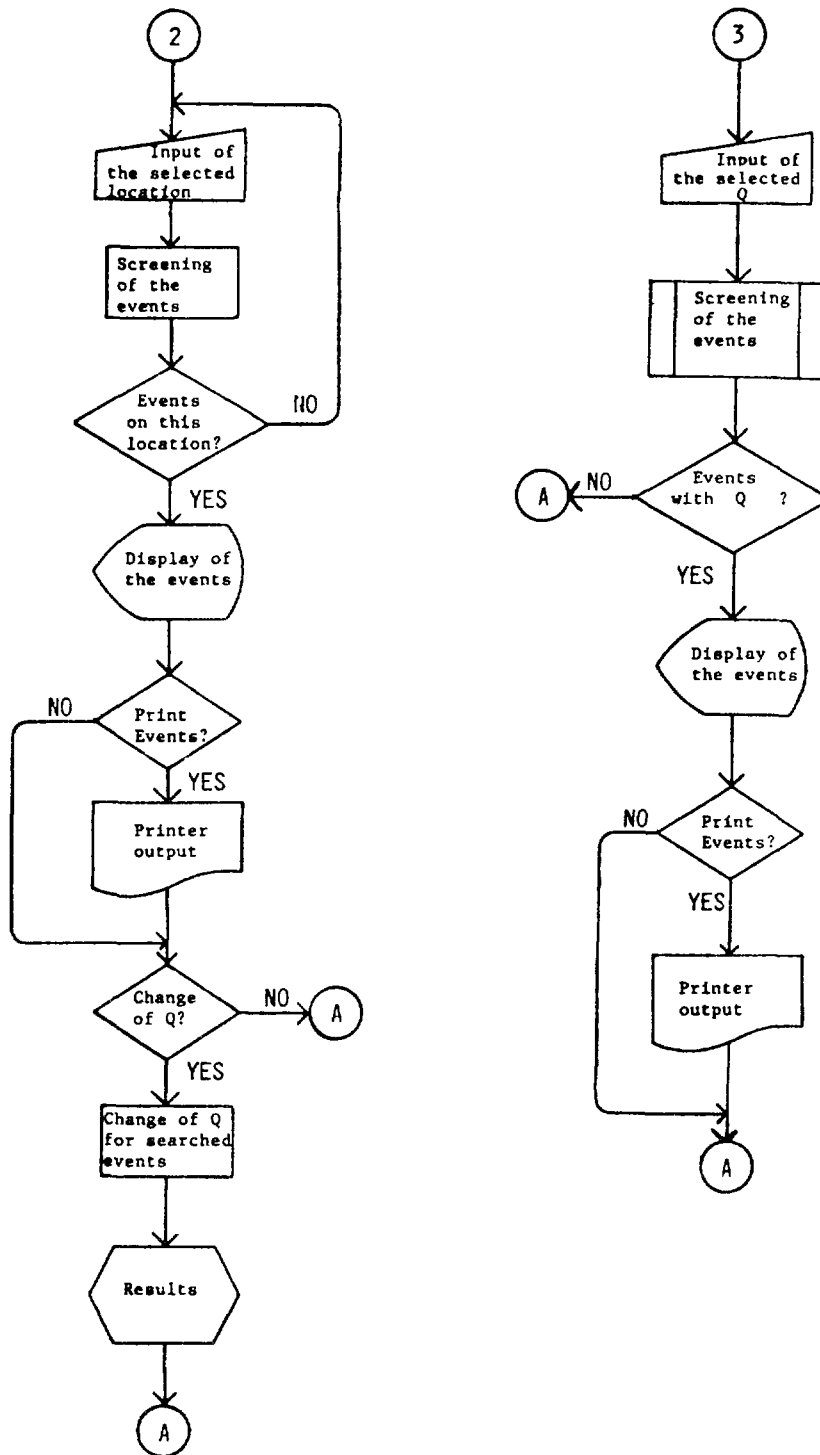 2
Input of
the selected
location
Screening
of the
events
Events
on this
location?
NO
YES
Display of
the events
Print
Events?
NO
YES
Printer
output
Change
of Q?
NO
A
YES
Change of Q
for searched
events
Results
A
3
Input of
the selected
Q
Screening
of the
events
Events
with Q ?
NO
A
YES
Display of
the events
Print
Events?
NO
YES
Printer
output
A